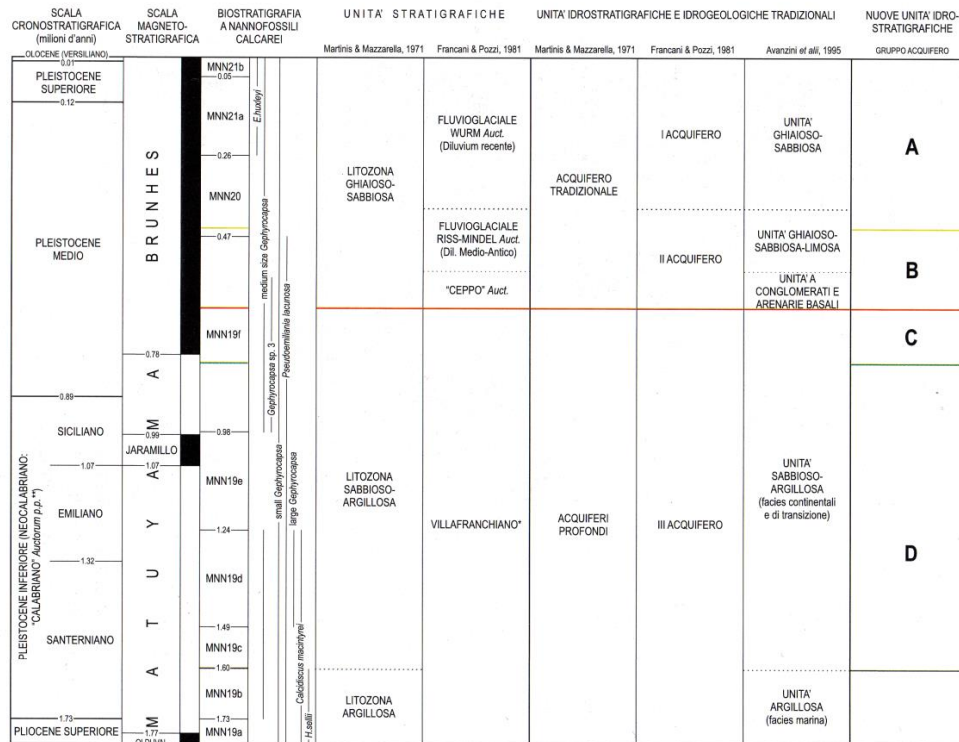 SCALA
CRONOSTRATIGRAFICA
(milioni d'anni)
SCALA
MAGNETO-
STRATIGRAFICA
BIOSTRATIGRAFIA
A NANNOFOSSILI
CALCAREI
UNITA' STRATIGRAFICHE
UNITA' IDROSTRATIGRAFICHE E IDROGEOLOGICHE TRADIZIONALI
NUOVE UNITA' IDRO-
STRATIGRAFICHE
Martinis & Mazzarella, 1971
Francani & Pozzi, 1981
Martinis & Mazzarella, 1971
Francani & Pozzi, 1981
Avanzini et alii, 1995
GRUPPO ACQUIFERO
OLOCENE (VERSILIANO)
0.01
PLEISTOCENE
SUPERIORE
0.12
PLEISTOCENE
MEDIO
0.89
SICILIANO
1.07
EMILIANO
1.32
SANTERNIANO
1.73
PLIOCENE SUPERIORE
PLEISTOCENE INFERIORE (NEOCALABRIANO:
"CALABRIANO" Auctorum p.p.**)
BRUNHES
0.78
MATUYAMA
0.99
JARAMILLO
1.07
1.77
MNN21b
0.05
MNN21a
0.26
MNN20
0.47
MNN19f
0.98
MNN19e
1.24
MNN19d
1.49
MNN19c
1.60
MNN19b
1.73
MNN19a
E.huxleyi
medium size Gephyrocapsa
Gephyrocapsa sp. 3
Pseudoemiliania lacunosa
small Gephyrocapsa
large Gephyrocapsa
Calcidiscus macintyrei
H.sellii
LITOZONA
GHIAIOSO-
SABBIOSA
LITOZONA
SABBIOSO-
ARGILLOSA
LITOZONA
ARGILLOSA
FLUVIOGLACIALE
WURM Auct.
(Diluvium recente)
FLUVIOGLACIALE
RISS-MINDEL Auct.
(Dil. Medio-Antico)
"CEPPO" Auct.
VILLAFRANCHIANO*
ACQUIFERO
TRADIZIONALE
ACQUIFERI
PROFONDI
I ACQUIFERO
II ACQUIFERO
III ACQUIFERO
UNITA'
GHIAIOSO-
SABBIOSA
UNITA' GHIAIOSO-
SABBIOSA-LIMOSA
UNITA' A
CONGLOMERATI E
ARENARIE BASALI
UNITA'
SABBIOSO-
ARGILLOSA
(facies continentali
e di transizione)
UNITA'
ARGILLOSA
(facies marina)
A
B
C
D